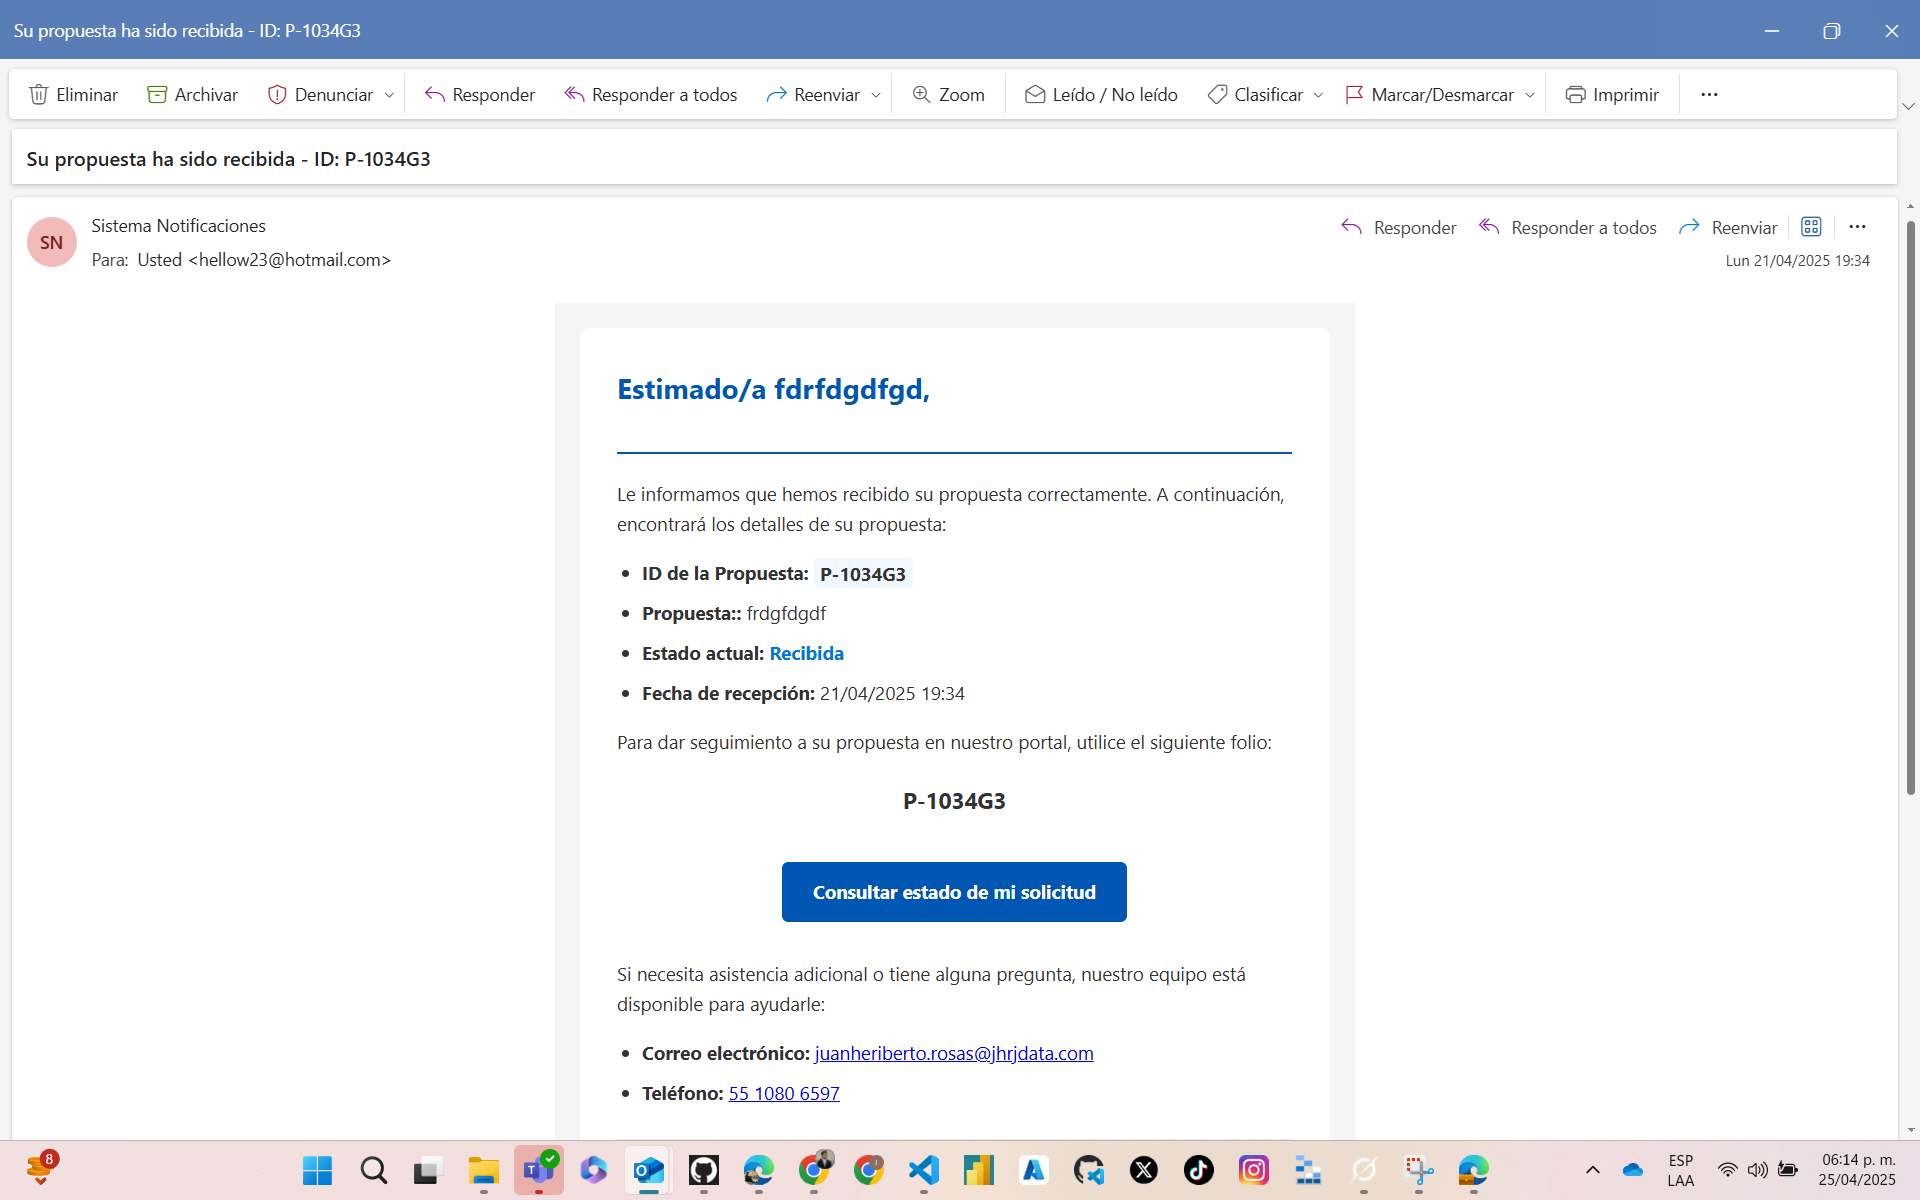 Su propuesta ha sido recibida - ID: P-1034G3
Eliminar Archivar Denunciar Responder Responder a todos Reenviar Zoom Leído / No leído Clasificar Marcar/Desmarcar Imprimir
Su propuesta ha sido recibida - ID: P-1034G3
SN
Sistema Notificaciones
Para: Usted <hellow23@hotmail.com>
Responder Responder a todos Reenviar
Lun 21/04/2025 19:34
Estimado/a fdrfdgdfgd,
Le informamos que hemos recibido su propuesta correctamente. A continuación,
encontrará los detalles de su propuesta:
• ID de la Propuesta: P-1034G3
• Propuesta:: frdgfdgdf
• Estado actual: Recibida
• Fecha de recepción: 21/04/2025 19:34
Para dar seguimiento a su propuesta en nuestro portal, utilice el siguiente folio:
P-1034G3
Consultar estado de mi solicitud
Si necesita asistencia adicional o tiene alguna pregunta, nuestro equipo está
disponible para ayudarle:
• Correo electrónico: juanheriberto.rosas@jhrjdata.com
• Teléfono: 55 1080 6597
8
ESP
LAA
06:14 p. m.
25/04/2025